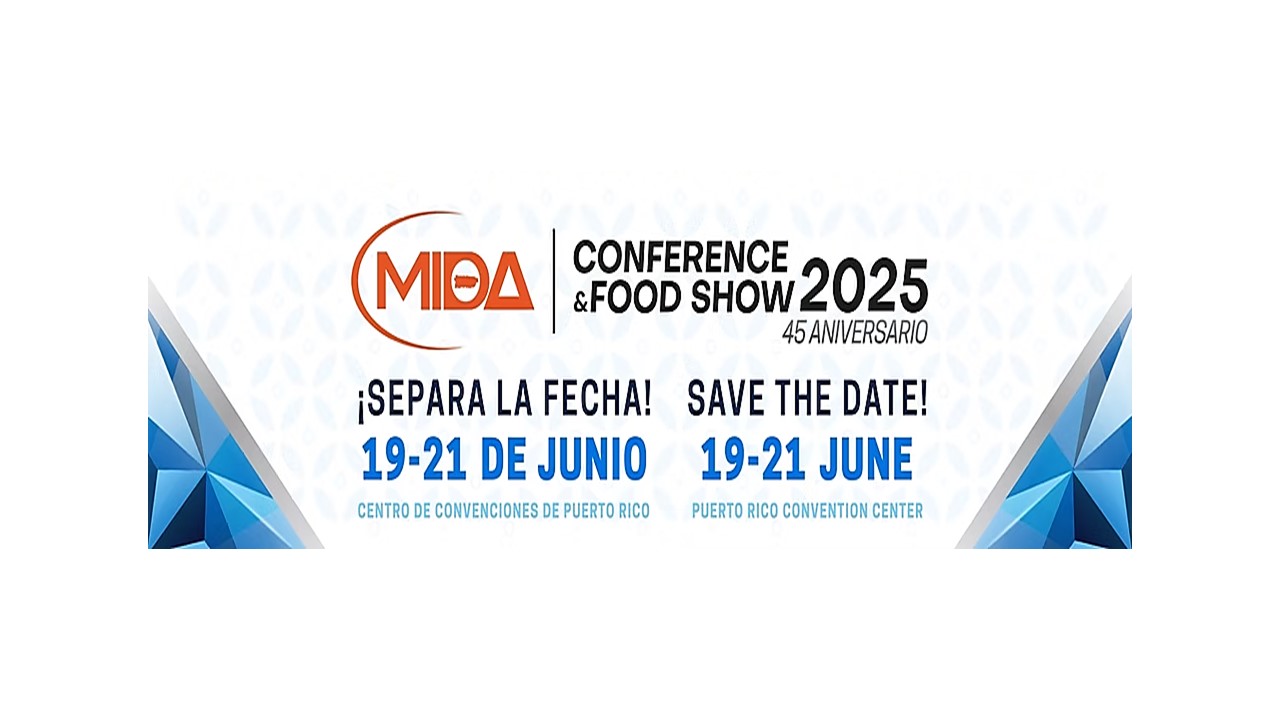 MIDA
CONFERENCE
&FOOD SHOW 2025
45 ANIVERSARIO
¡SEPARA LA FECHA!
19-21 DE JUNIO
CENTRO DE CONVENCIONES DE PUERTO RICO
SAVE THE DATE!
19-21 JUNE
PUERTO RICO CONVENTION CENTER